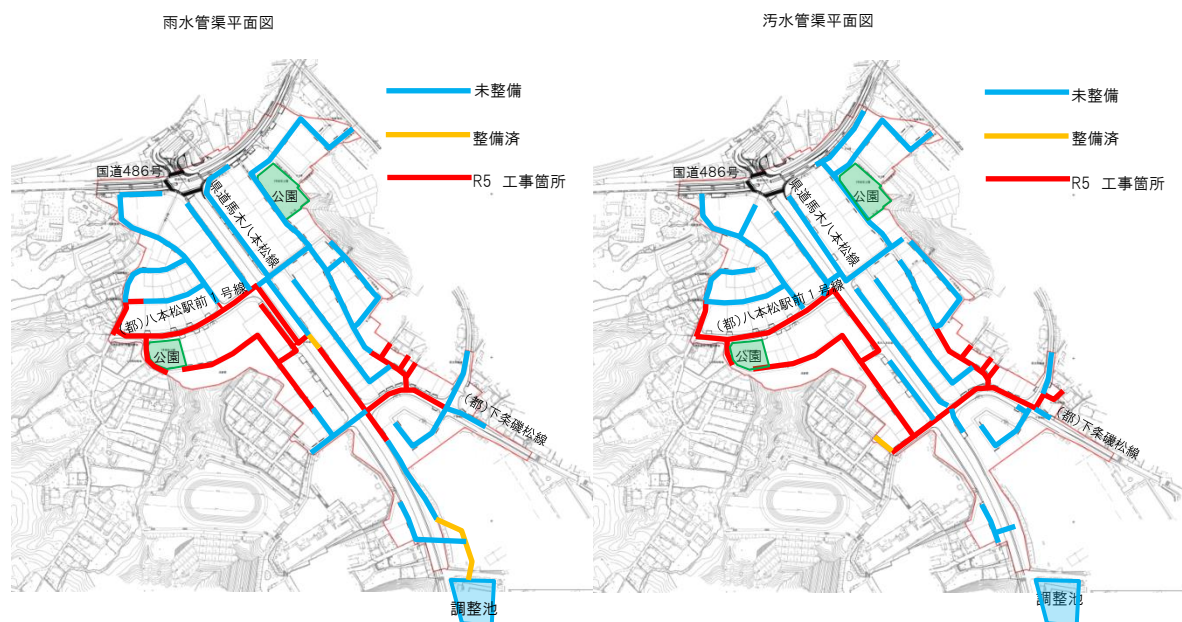 雨水管渠平面図
未整備
整備済
R5 工事箇所
国道486号
公園
県道馬木八本松線
(都)八本松駅前1号線
公園
(都)下条磯松線
調整池
汚水管渠平面図
未整備
整備済
R5 工事箇所
国道486号
公園
県道馬木八本松線
(都)八本松駅前1号線
公園
(都)下条磯松線
調整池